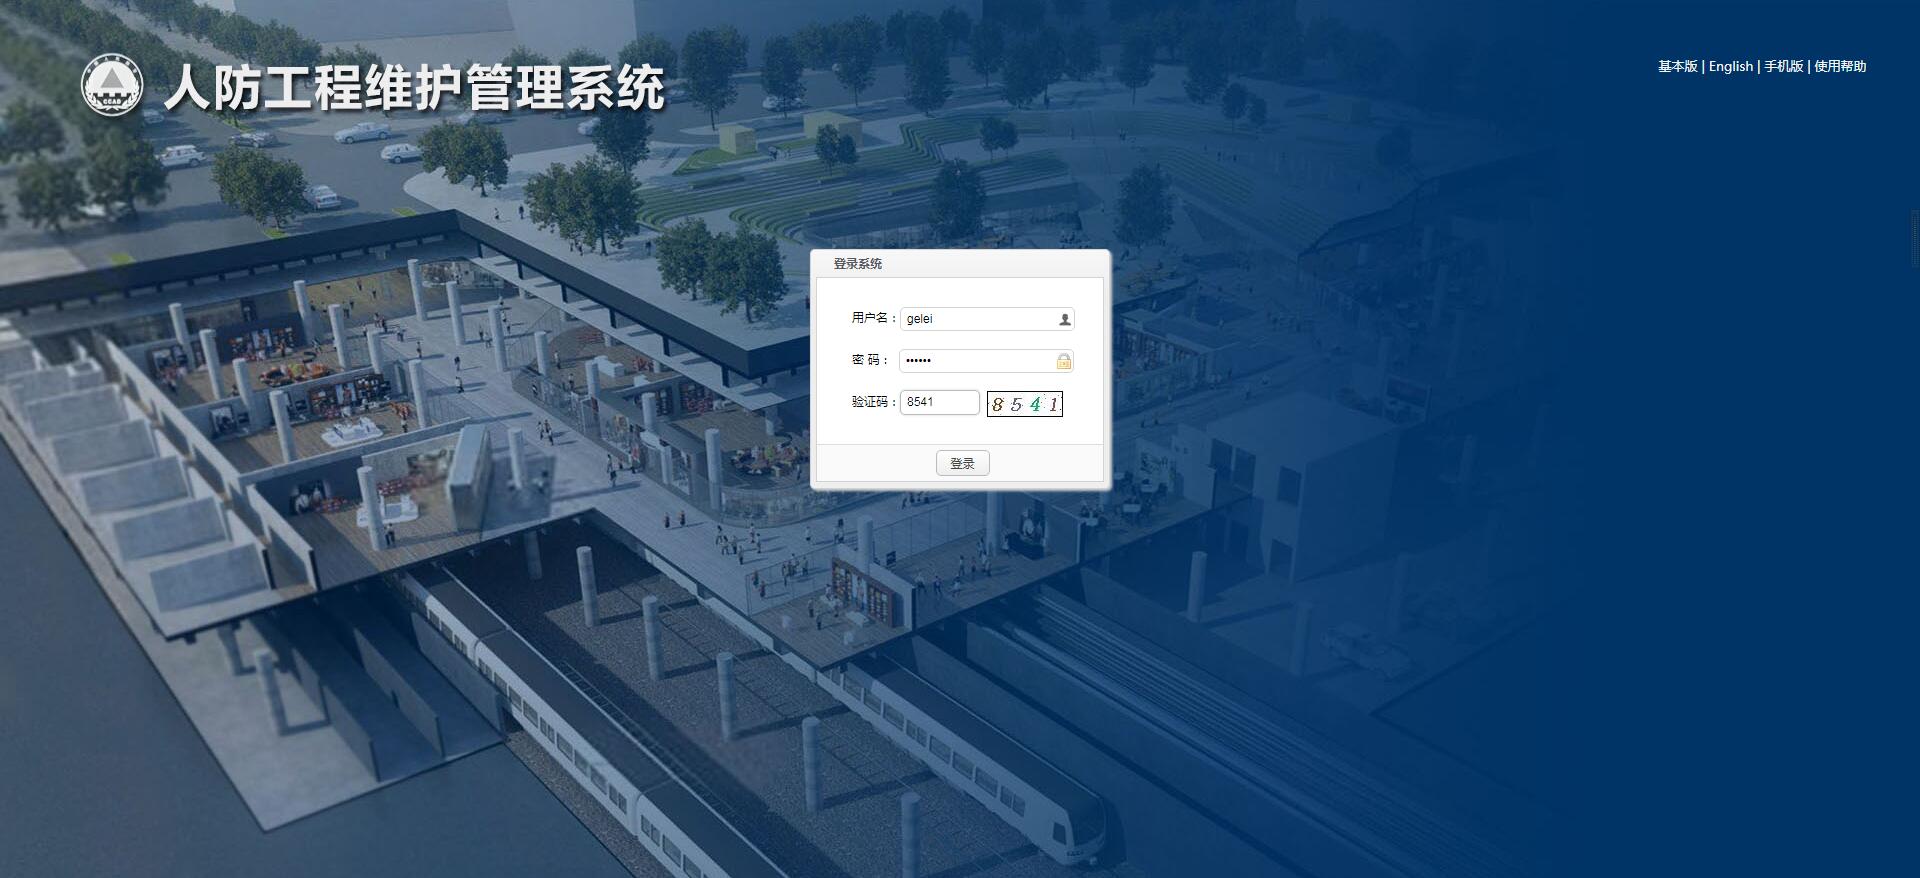 人防工程维护管理系统
CCAD
基本版 | English | 手机版 | 使用帮助
登录系统
用户名： gelei
密 码： ••••••
验证码： 8541 8541
登录